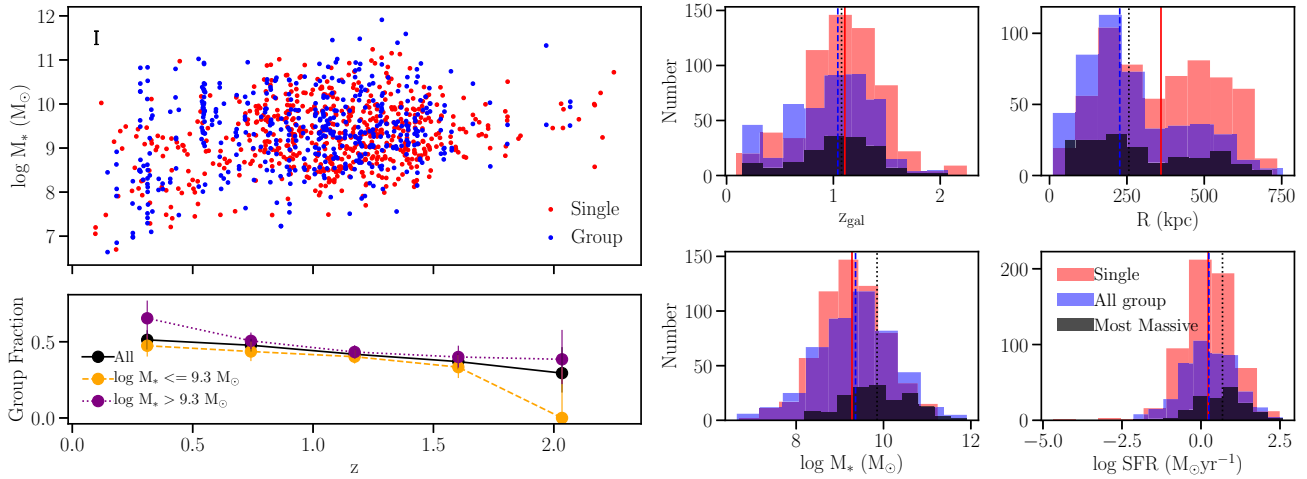 12
11
10
9
8
7
log M∗ (M⊙)
Single
Group
Group Fraction
0.5
0.0
All
log M∗ <= 9.3 M⊙
log M∗ > 9.3 M⊙
0.0 0.5 1.0 1.5 2.0
z
Number
150
100
50
0
0 1 2
z_gal
100
50
0
0 250 500 750
R (kpc)
Number
150
100
50
0
8 10 12
log M∗ (M⊙)
200
100
0
Single
All group
Most Massive
−5.0 −2.5 0.0 2.5
log SFR (M⊙yr⁻¹)